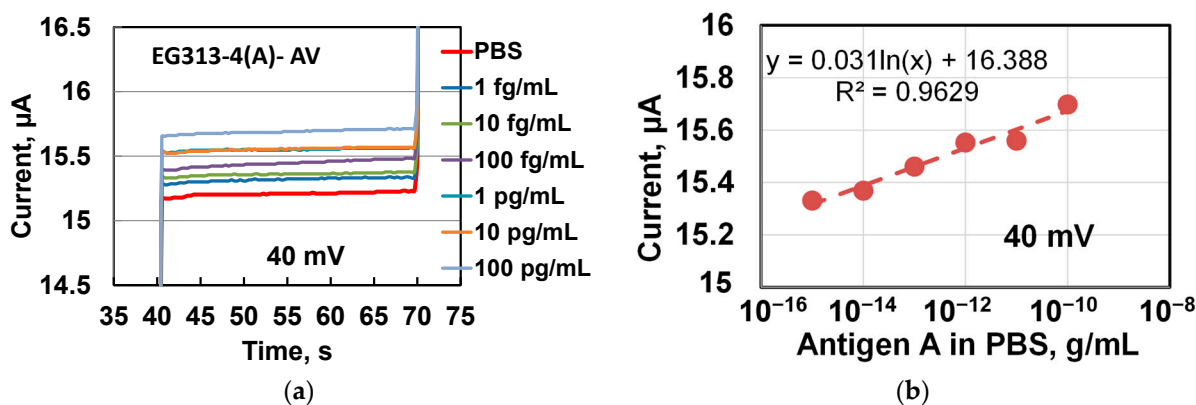 16.5
16
15.5
15
14.5
Current, µA
EG313-4(A)- AV
40 mV
35 40 45 50 55 60 65 70 75
Time, s
PBS
1 fg/mL
10 fg/mL
100 fg/mL
1 pg/mL
10 pg/mL
100 pg/mL
(a)
16
15.8
15.6
15.4
15.2
15
Current, µA
y = 0.031ln(x) + 16.388
R² = 0.9629
40 mV
10⁻¹⁶ 10⁻¹⁴ 10⁻¹² 10⁻¹⁰ 10⁻⁸
Antigen A in PBS, g/mL
(b)